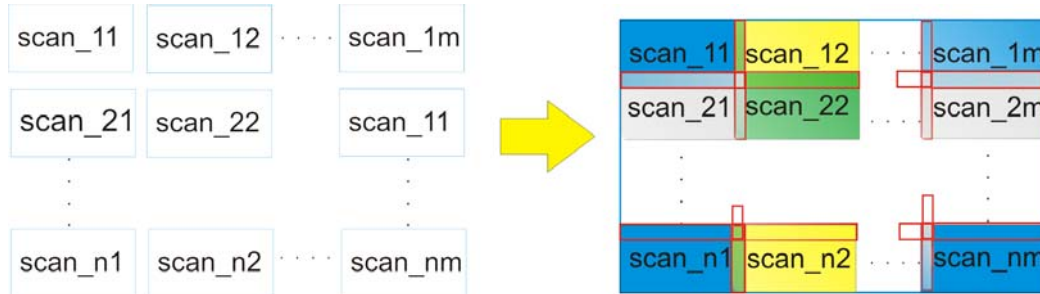 scan_11 scan_12 . . . . scan_1m
scan_21 scan_22 scan_11
scan_n1 scan_n2 . . . . scan_nm
scan_11 scan_12 . . . . scan_1m
scan_21 scan_22 . . . . scan_2m
scan_n1 scan_n2 . . . . scan_nm